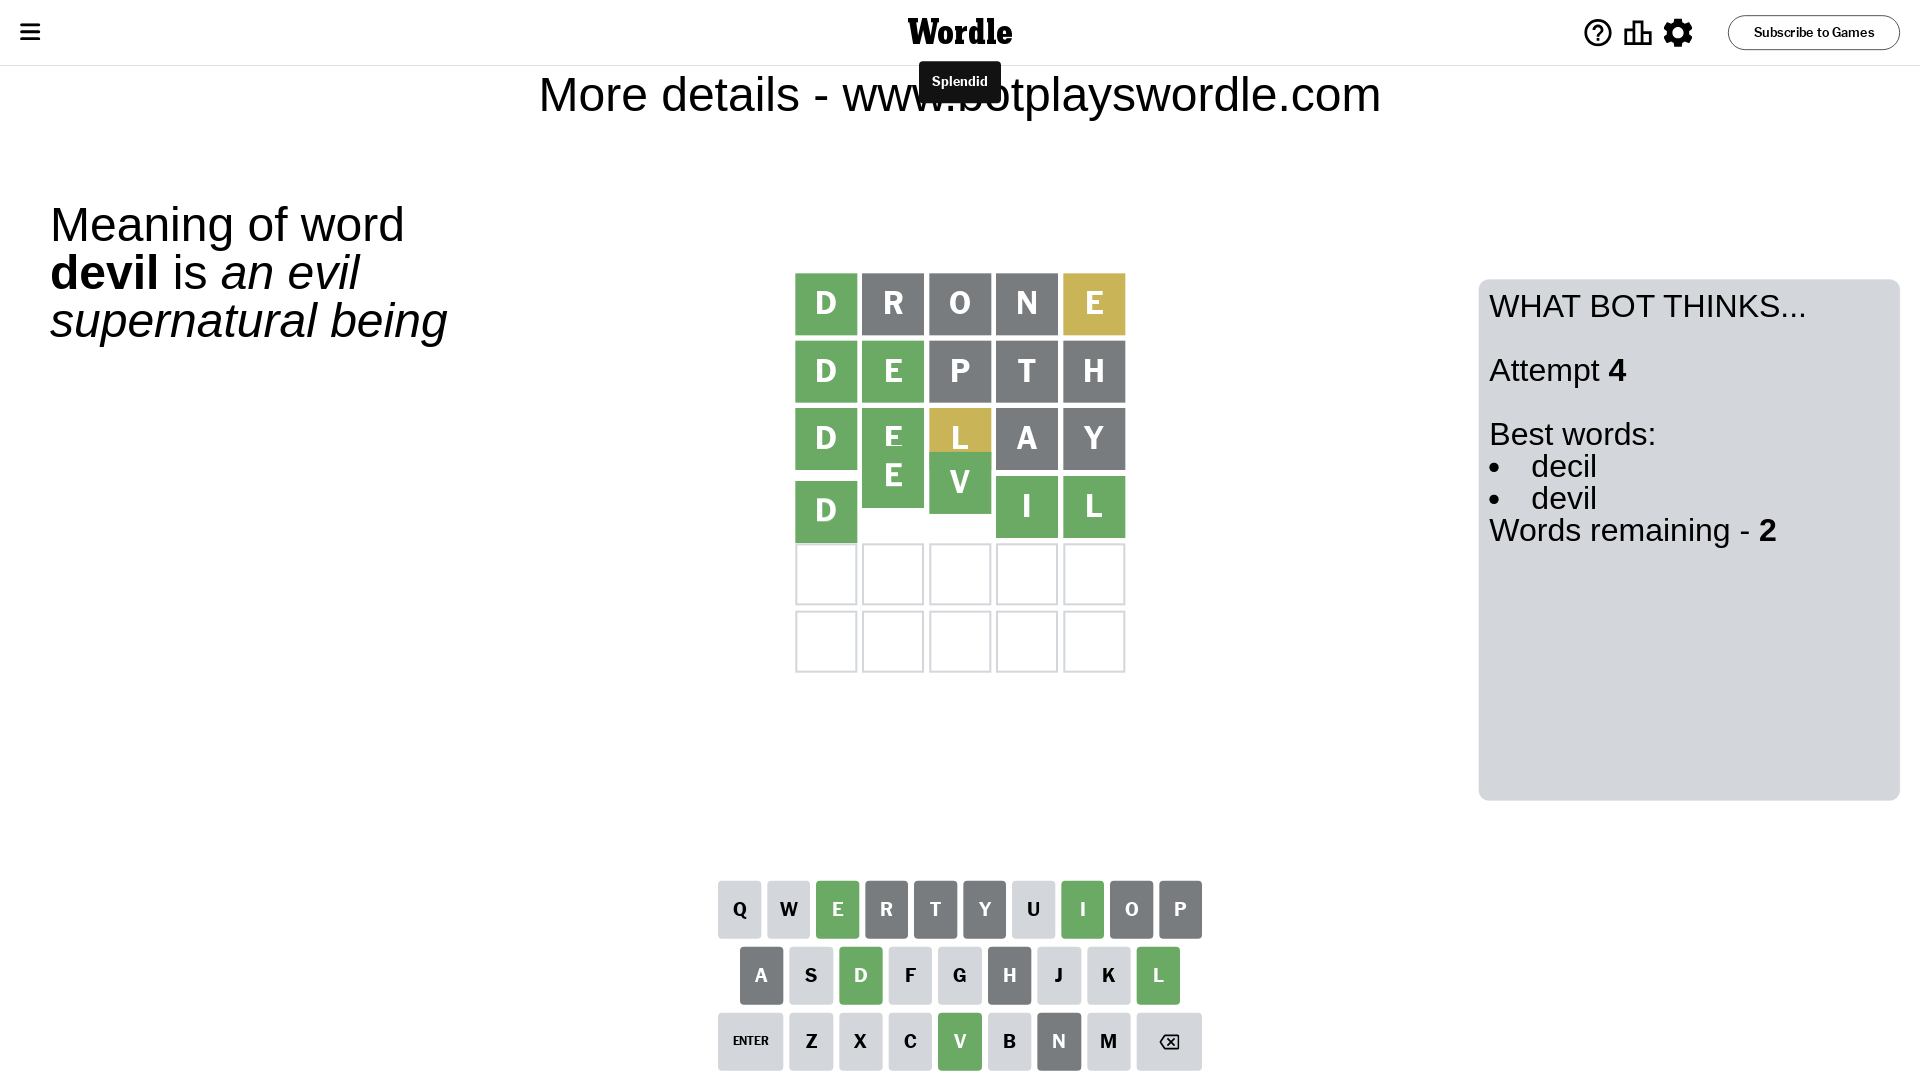 Wordle
Subscribe to Games
Splendid
More details - www.botplayswordle.com
Meaning of word
devil is an evil
supernatural being
D R O N E
D E P T H
D E L A Y
D E V I L
WHAT BOT THINKS...
Attempt 4
Best words:
• decil
• devil
Words remaining - 2
Q W E R T Y U I O P
A S D F G H J K L
ENTER Z X C V B N M